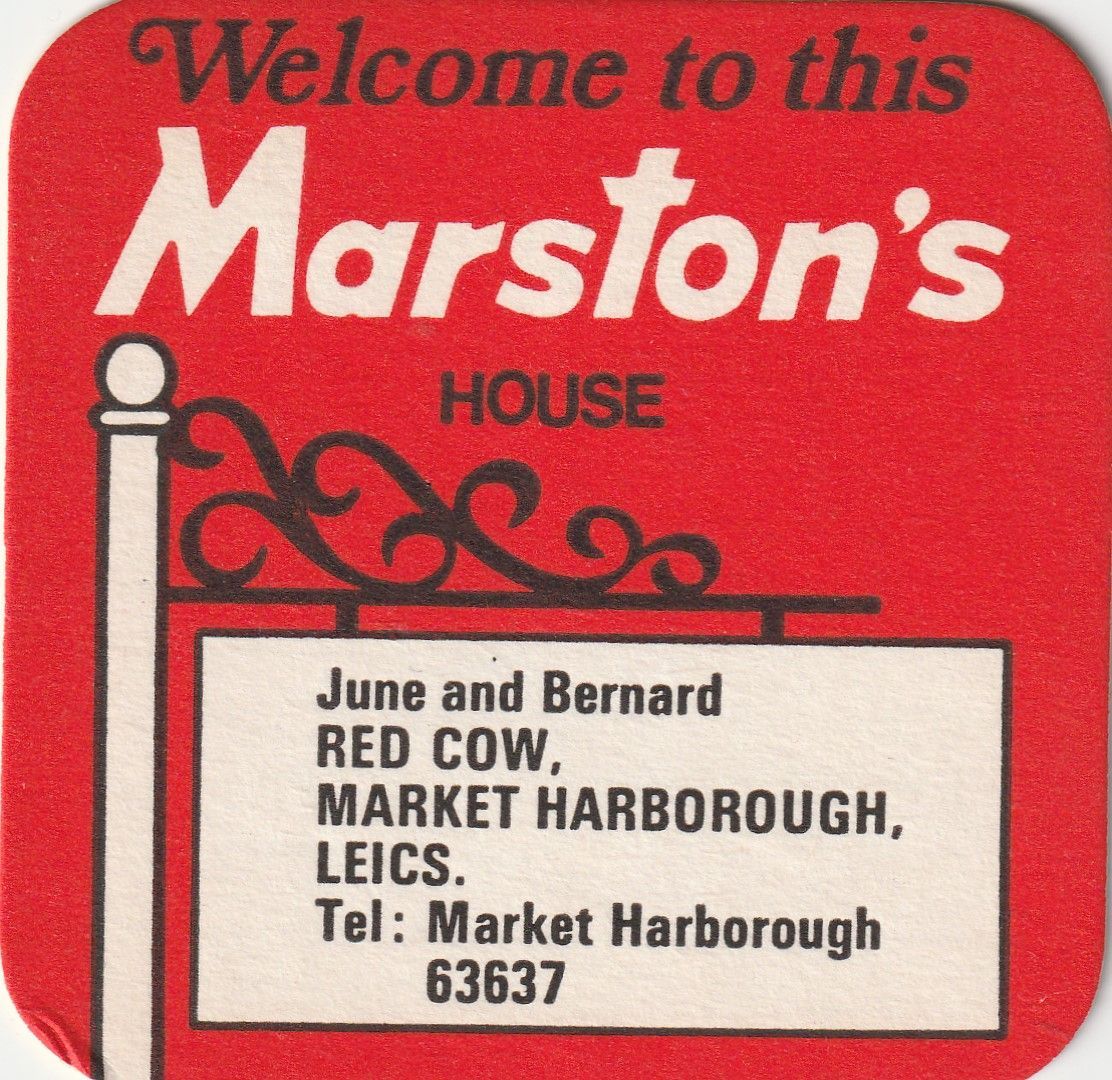 Welcome to this
Marston's
HOUSE
June and Bernard
RED COW,
MARKET HARBOROUGH,
LEICS.
Tel: Market Harborough
63637